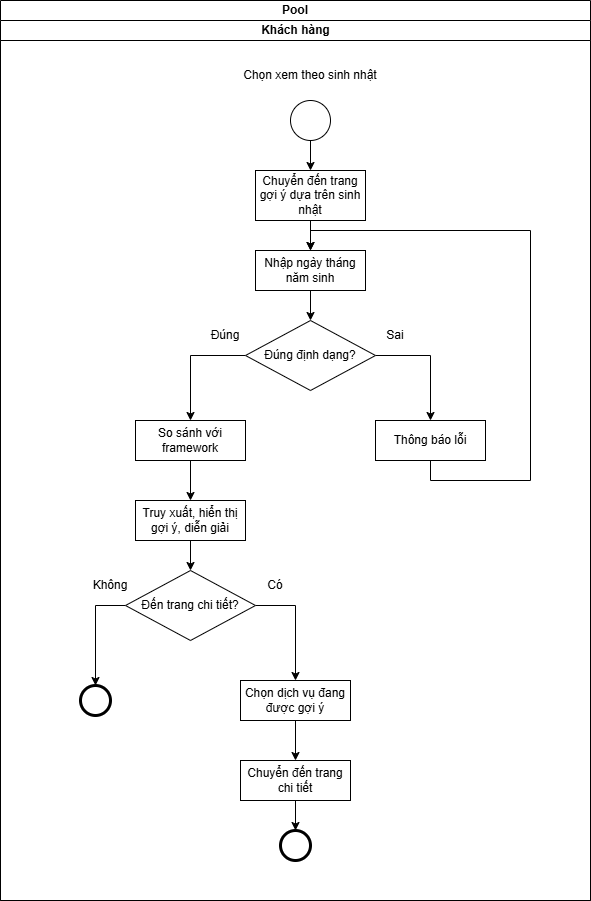 Pool
Khách hàng
Chọn xem theo sinh nhật
Chuyển đến trang
gợi ý dựa trên sinh
nhật
Nhập ngày tháng
năm sinh
Đúng
Đúng định dạng?
Sai
So sánh với
framework
Thông báo lỗi
Truy xuất, hiển thị
gợi ý, diễn giải
Không
Đến trang chi tiết?
Có
Chọn dịch vụ đang
được gợi ý
Chuyển đến trang
chi tiết